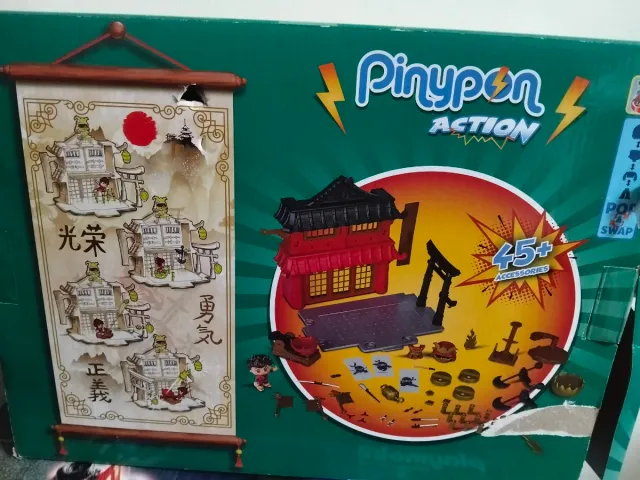 Pinypon
ACTION
光栄
勇気
正義
45+
ACCESSORIES
POP
&
SWAP